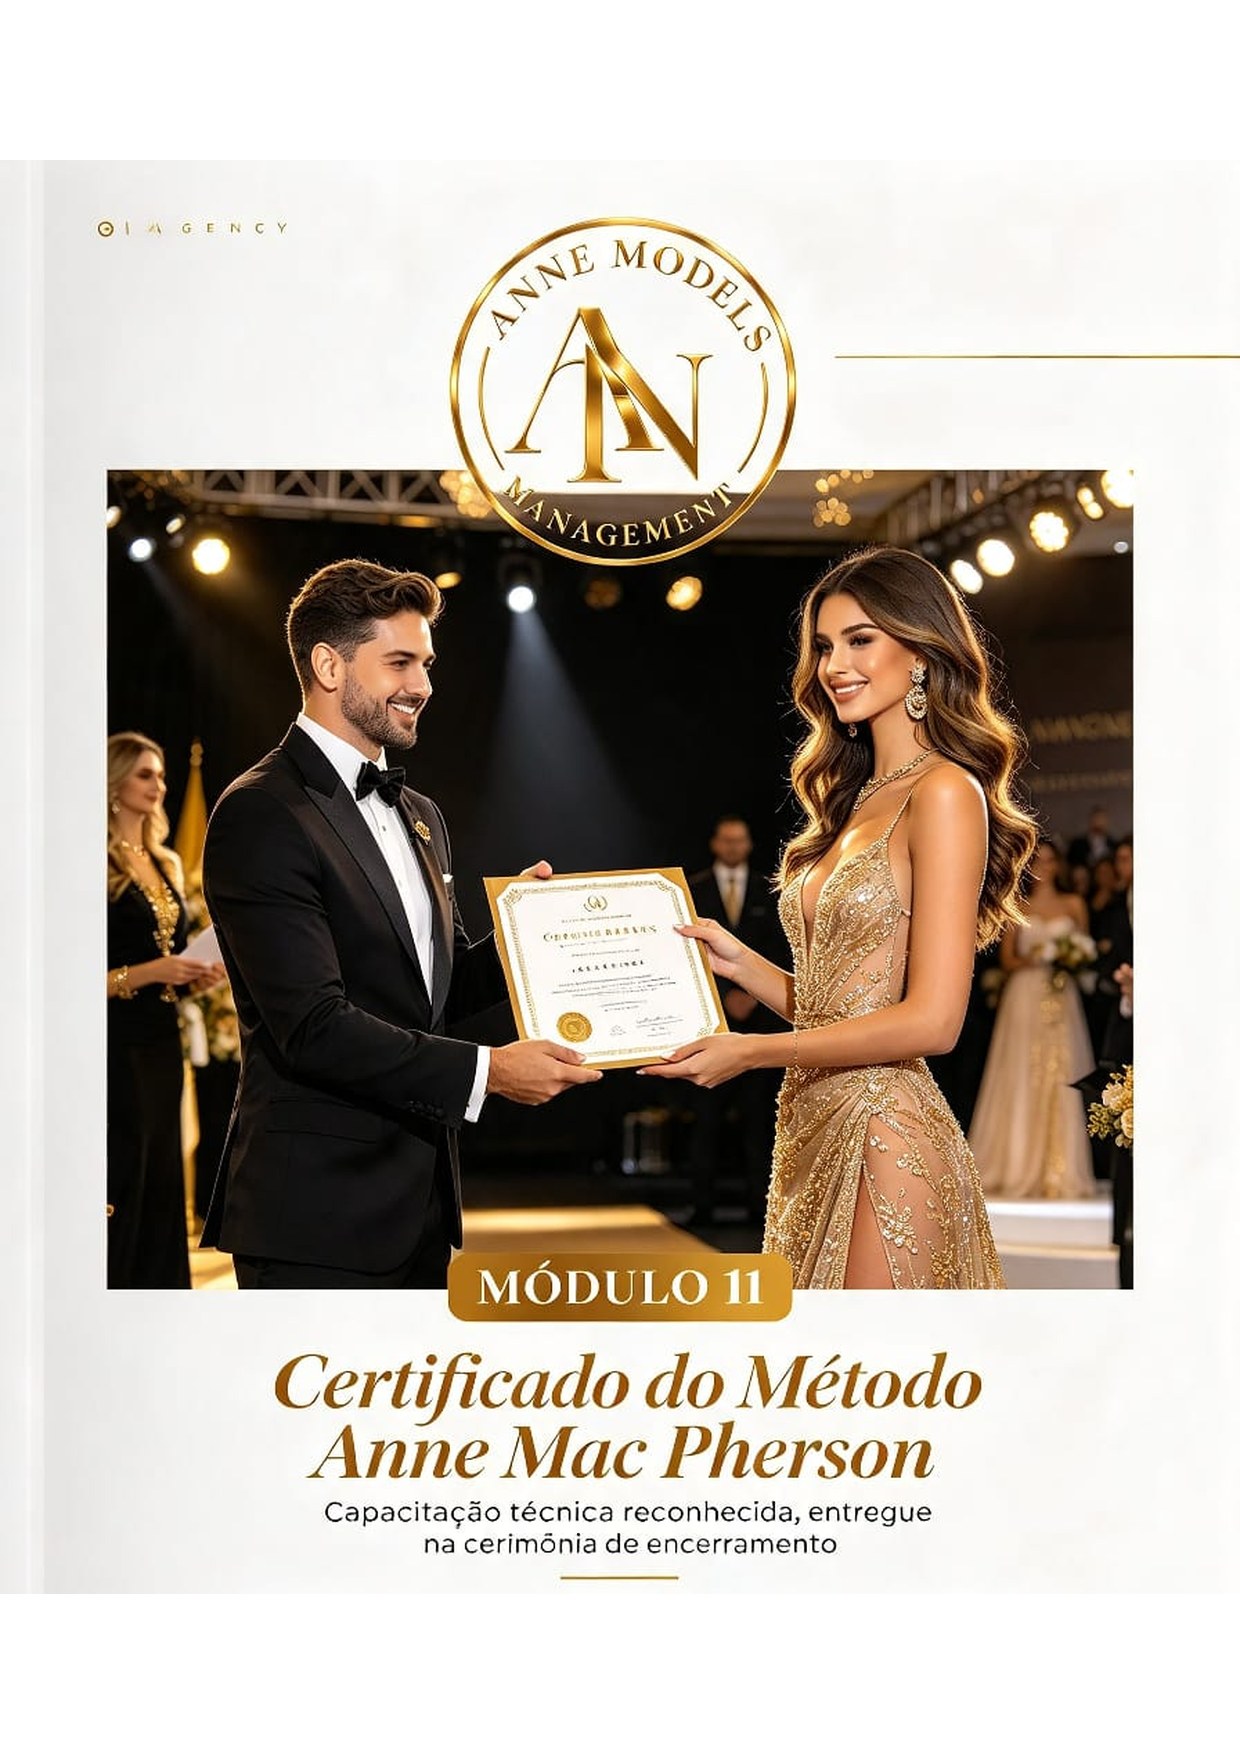 AGENCY
ANNE MODELS
AN
MANAGEMENT
MÓDULO 11
Certificado do Método
Anne Mac Pherson
Capacitação técnica reconhecida, entregue
na cerimônia de encerramento